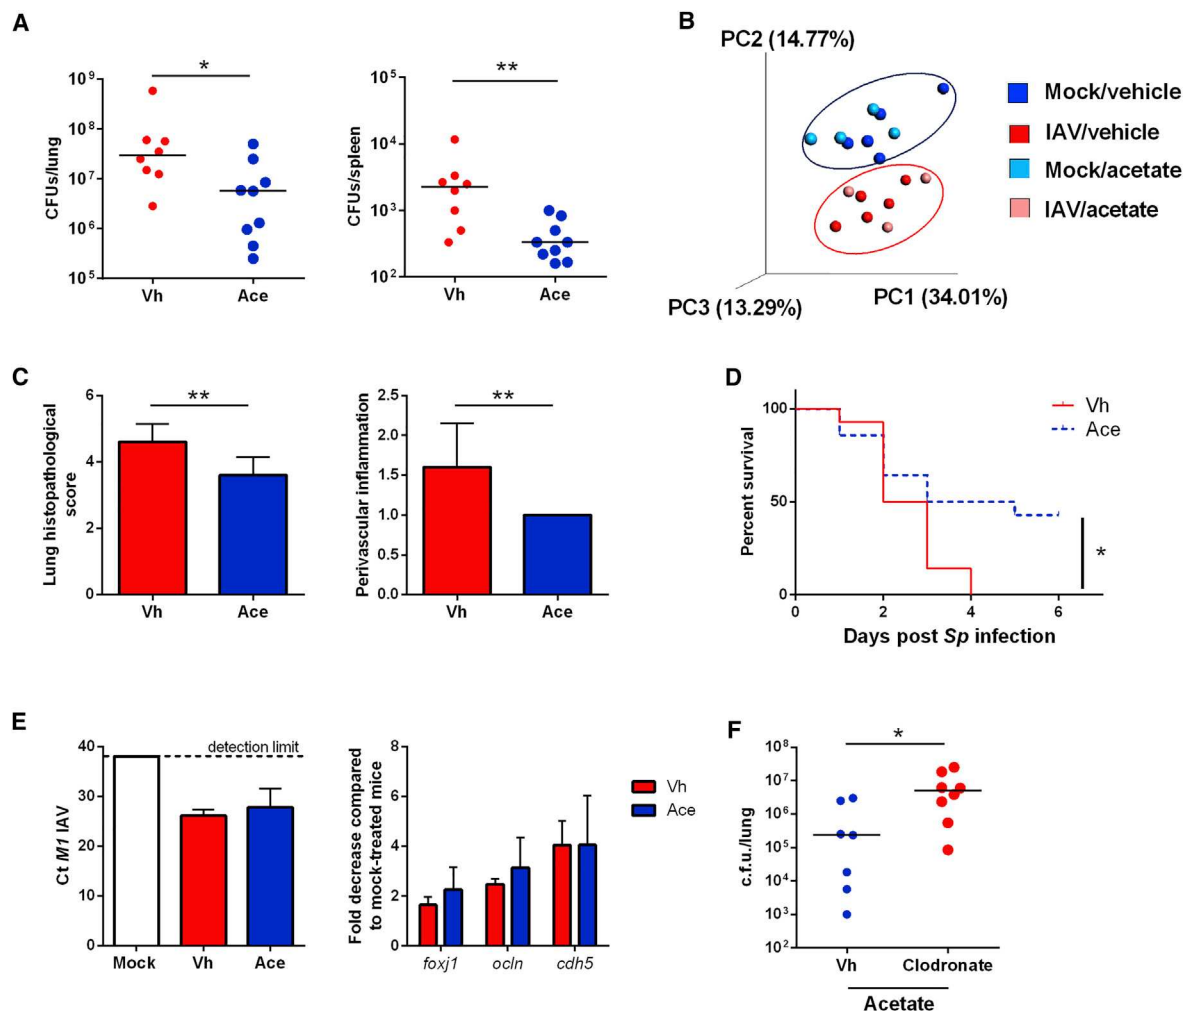 A
*
10⁹
10⁸
10⁷
10⁶
10⁵
CFUs/lung
Vh
Ace
**
10⁵
10⁴
10³
10²
CFUs/spleen
Vh
Ace
B
PC2 (14.77%)
PC3 (13.29%)
PC1 (34.01%)
Mock/vehicle
IAV/vehicle
Mock/acetate
IAV/acetate
C
**
6
4
2
0
Lung histopathological
score
Vh
Ace
**
2.5
2.0
1.5
1.0
0.5
0.0
Perivascular inflammation
Vh
Ace
D
100
50
0
Percent survival
Vh
Ace
*
0
2
4
6
Days post Sp infection
E
40
30
20
10
0
Ct M1 IAV
detection limit
Mock
Vh
Ace
8
6
4
2
0
Fold decrease compared
to mock-treated mice
foxj1
ocln
cdh5
Vh
Ace
F
*
10⁸
10⁷
10⁶
10⁵
10⁴
10³
10²
c.f.u./lung
Vh
Clodronate
Acetate